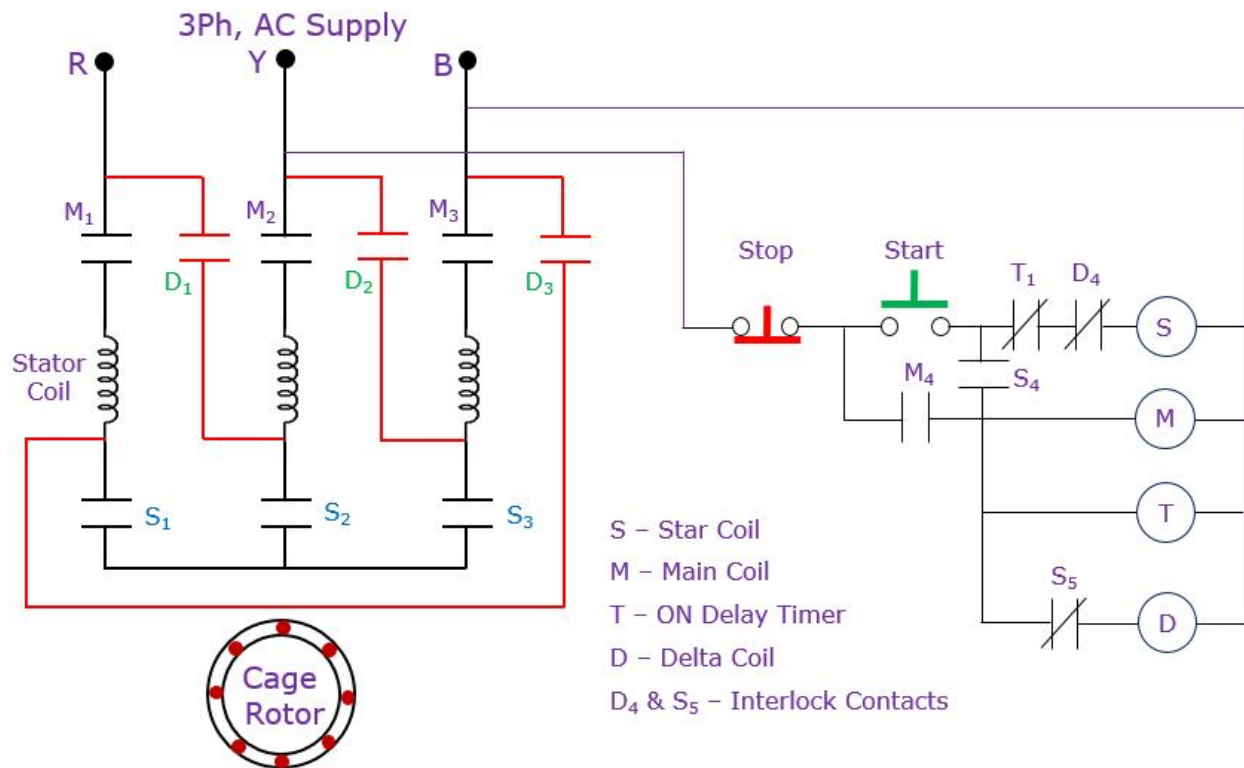 3Ph, AC Supply
R
Y
B
M₁
M₂
M₃
D₁
D₂
D₃
Stop
Start
T₁
D₄
S
Stator
Coil
M₄
S₄
M
S₁
S₂
S₃
T
S₅
D
S – Star Coil
M – Main Coil
T – ON Delay Timer
D – Delta Coil
D₄ & S₅ – Interlock Contacts
Cage
Rotor